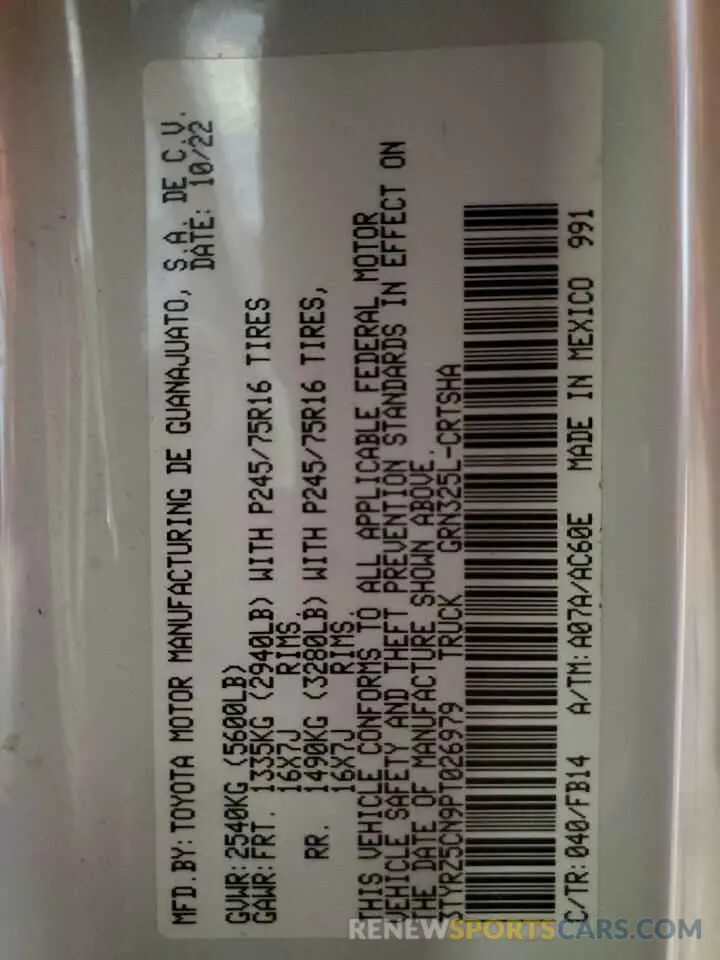 MFD.BY:TOYOTA MOTOR MANUFACTURING DE GUANAJUATO, S.A. DE C.V.
DATE: 10/22
GVWR:2540KG (5600LB)
GAWR:FRT. 1335KG (2940LB) WITH P245/75R16 TIRES
16X7J RIMS.
RR. 1490KG (3280LB) WITH P245/75R16 TIRES,
16X7J RIMS.
THIS VEHICLE CONFORMS TO ALL APPLICABLE FEDERAL MOTOR
VEHICLE SAFETY AND THEFT PREVENTION STANDARDS IN EFFECT ON
THE DATE OF MANUFACTURE SHOWN ABOVE.
3TYRZ5CN9PT026979 TRUCK GRN325L-CRTSHA
C/TR:040/FB14 A/TM:A07A/AC60E MADE IN MEXICO 991
RENEWSPORTSCARS.COM